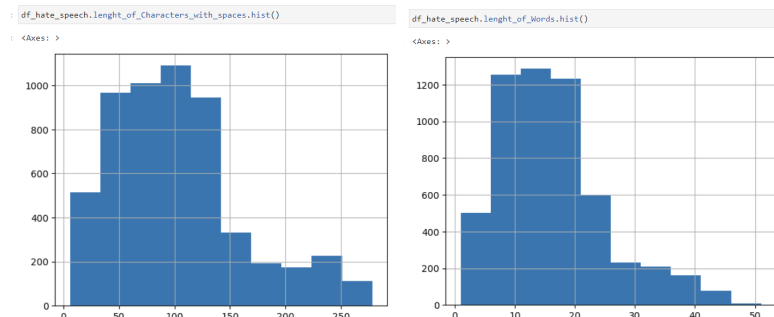 df_hate_speech.lenght_of_Characters_with_spaces.hist()
<Axes: >
1000
800
600
400
200
0
0 50 100 150 200 250
df_hate_speech.lenght_of_Words.hist()
<Axes: >
1200
1000
800
600
400
200
0
0 10 20 30 40 50